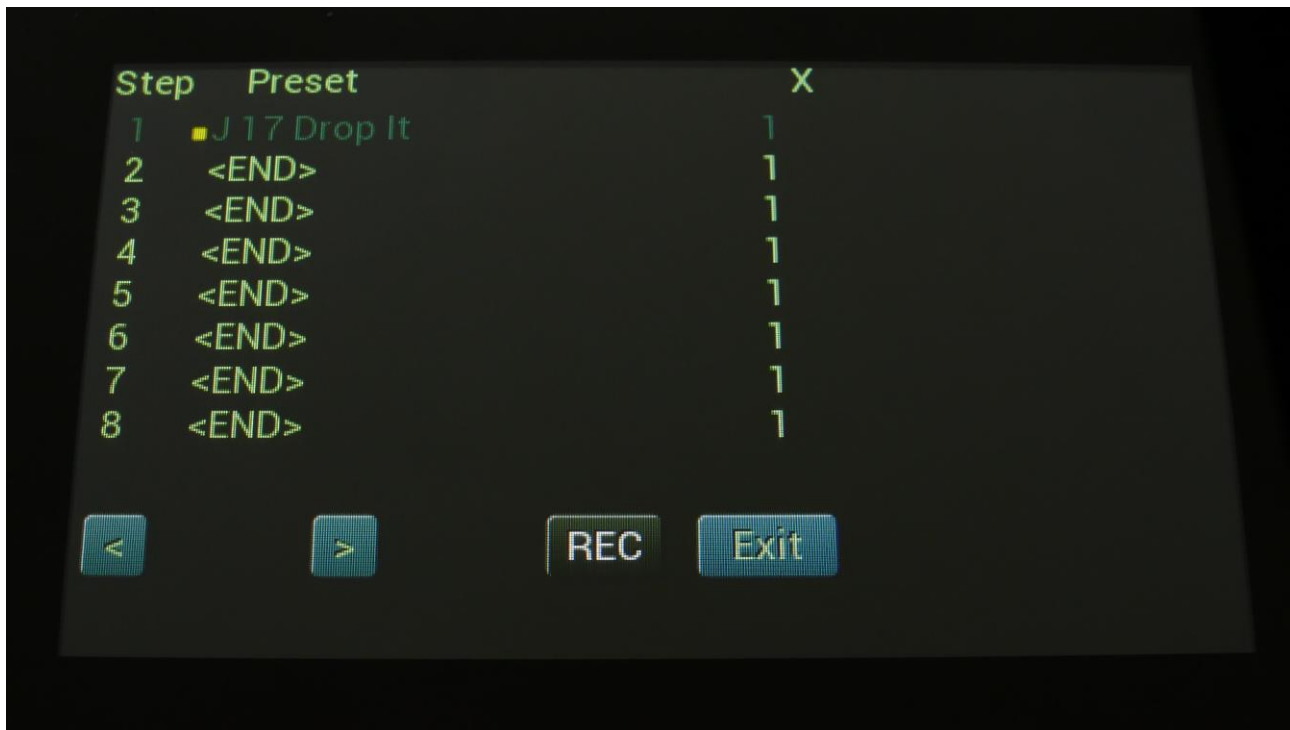 Step Preset X
1 J 17 Drop It 1
2 <END> 1
3 <END> 1
4 <END> 1
5 <END> 1
6 <END> 1
7 <END> 1
8 <END> 1
< > REC Exit